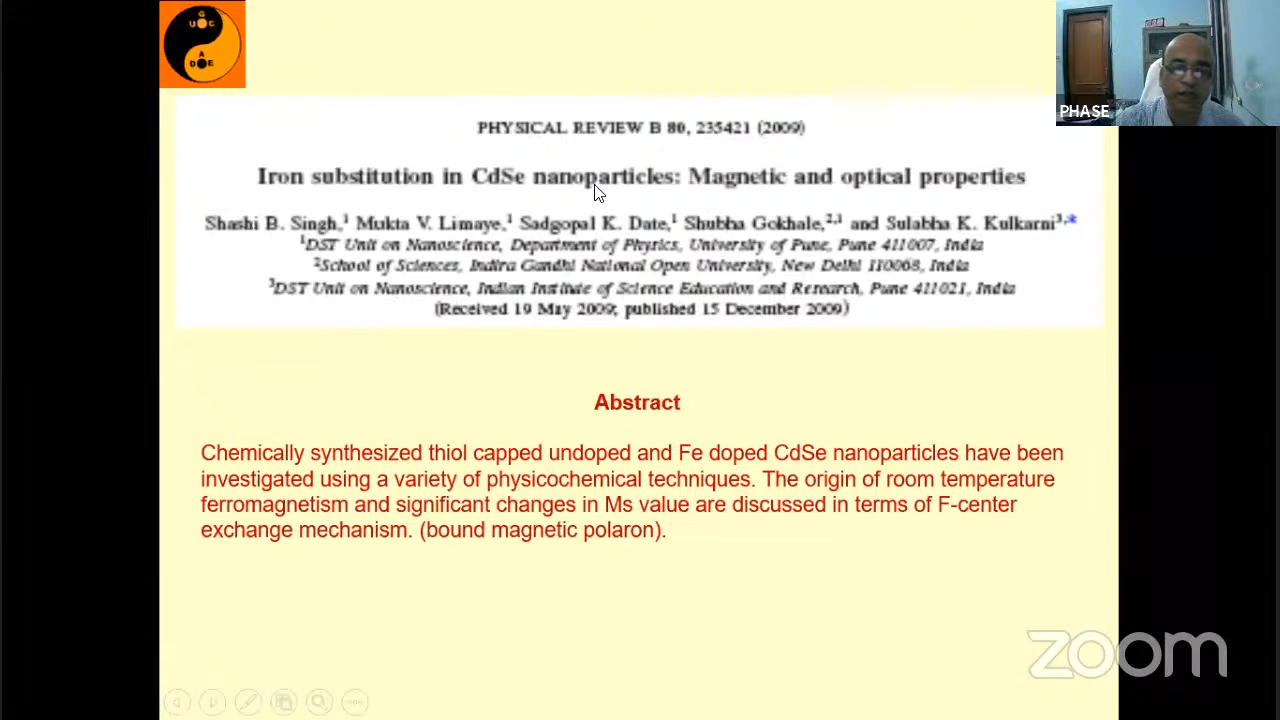 G
U G C
A
D E
PHASE
PHYSICAL REVIEW B 80, 235421 (2009)
Iron substitution in CdSe nanoparticles: Magnetic and optical properties
Shashi B. Singh,¹ Mukta V. Limaye,¹ Sadgopal K. Date,¹ Shubha Gokhale,²,¹ and Sulabha K. Kulkarni³,*
¹DST Unit on Nanoscience, Department of Physics, University of Pune, Pune 411007, India
²School of Sciences, Indira Gandhi National Open University, New Delhi 110068, India
³DST Unit on Nanoscience, Indian Institute of Science Education and Research, Pune 411021, India
(Received 19 May 2009; published 15 December 2009)
Abstract
Chemically synthesized thiol capped undoped and Fe doped CdSe nanoparticles have been
investigated using a variety of physicochemical techniques. The origin of room temperature
ferromagnetism and significant changes in Ms value are discussed in terms of F-center
exchange mechanism. (bound magnetic polaron).
zoom